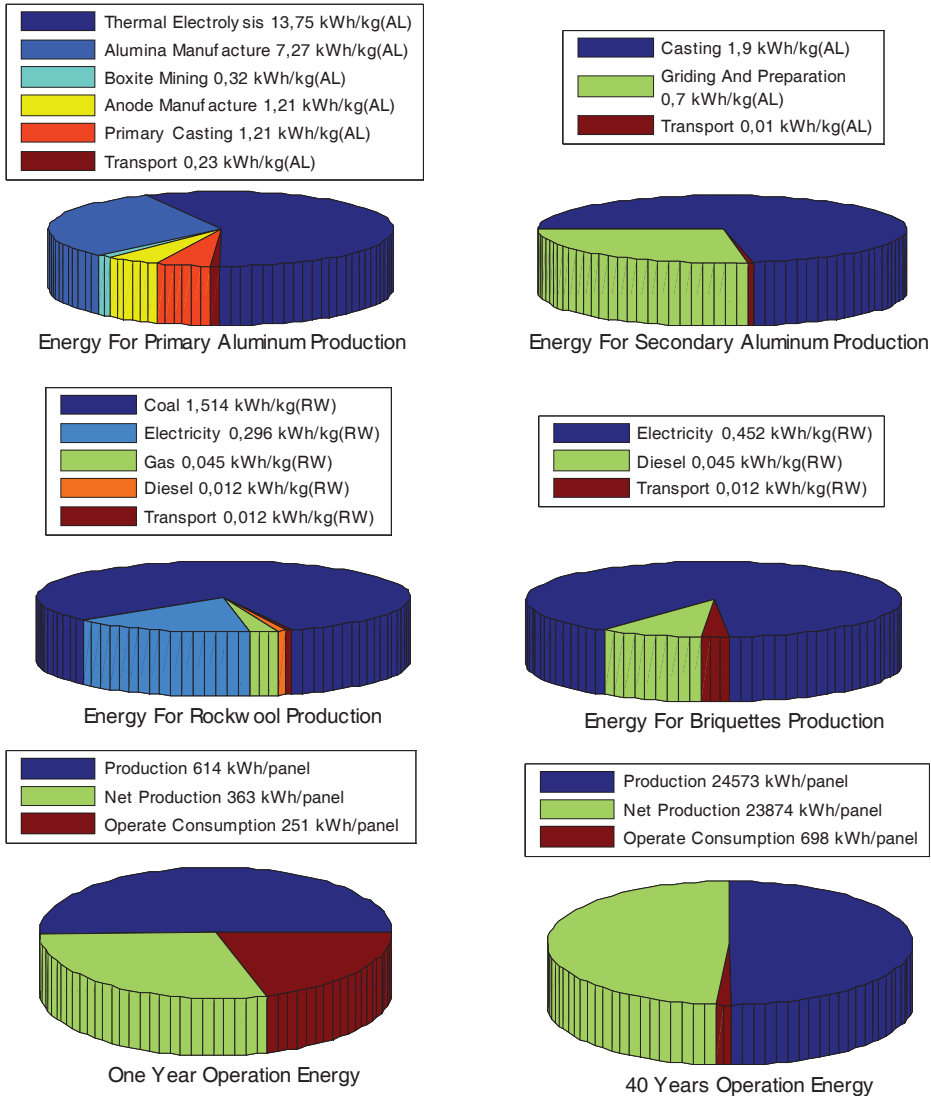 Thermal Electrolysis 13,75 kWh/kg(AL)
Alumina Manufacture 7,27 kWh/kg(AL)
Boxite Mining 0,32 kWh/kg(AL)
Anode Manufacture 1,21 kWh/kg(AL)
Primary Casting 1,21 kWh/kg(AL)
Transport 0,23 kWh/kg(AL)
Energy For Primary Aluminum Production
Casting 1,9 kWh/kg(AL)
Griding And Preparation
0,7 kWh/kg(AL)
Transport 0,01 kWh/kg(AL)
Energy For Secondary Aluminum Production
Coal 1,514 kWh/kg(RW)
Electricity 0,296 kWh/kg(RW)
Gas 0,045 kWh/kg(RW)
Diesel 0,012 kWh/kg(RW)
Transport 0,012 kWh/kg(RW)
Energy For Rockwool Production
Electricity 0,452 kWh/kg(RW)
Diesel 0,045 kWh/kg(RW)
Transport 0,012 kWh/kg(RW)
Energy For Briquettes Production
Production 614 kWh/panel
Net Production 363 kWh/panel
Operate Consumption 251 kWh/panel
One Year Operation Energy
Production 24573 kWh/panel
Net Production 23874 kWh/panel
Operate Consumption 698 kWh/panel
40 Years Operation Energy